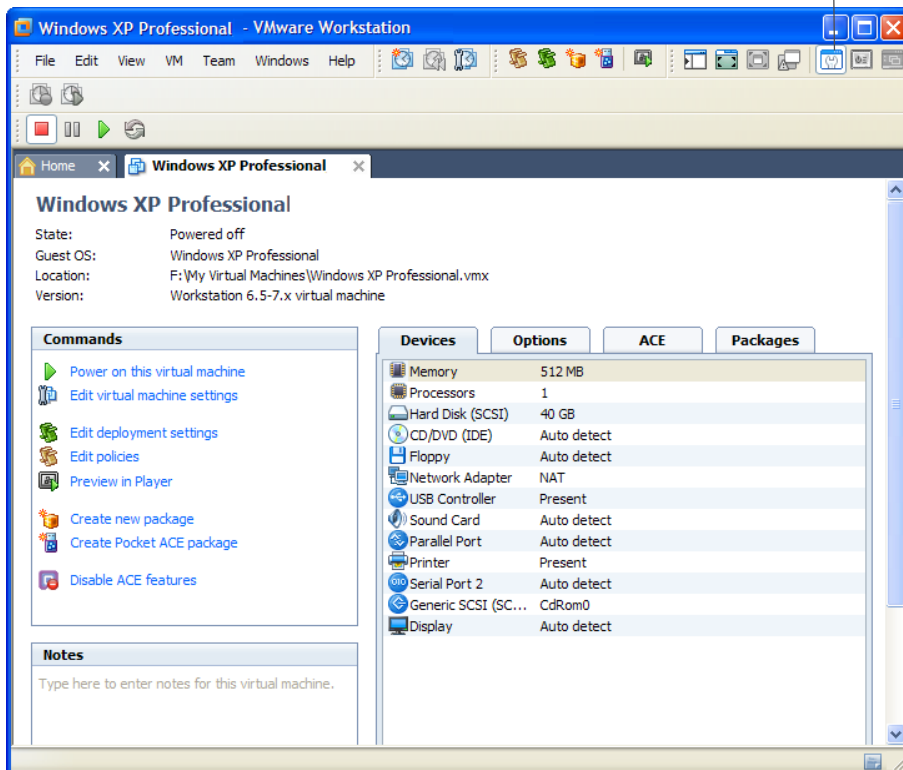 Windows XP Professional - VMware Workstation
File Edit View VM Team Windows Help
Home Windows XP Professional
Windows XP Professional
State: Powered off
Guest OS: Windows XP Professional
Location: F:\My Virtual Machines\Windows XP Professional.vmx
Version: Workstation 6.5-7.x virtual machine
Commands
Power on this virtual machine
Edit virtual machine settings
Edit deployment settings
Edit policies
Preview in Player
Create new package
Create Pocket ACE package
Disable ACE features
Notes
Type here to enter notes for this virtual machine.
Devices Options ACE Packages
Memory 512 MB
Processors 1
Hard Disk (SCSI) 40 GB
CD/DVD (IDE) Auto detect
Floppy Auto detect
Network Adapter NAT
USB Controller Present
Sound Card Auto detect
Parallel Port Auto detect
Printer Present
Serial Port 2 Auto detect
Generic SCSI (SC... CdRom0
Display Auto detect